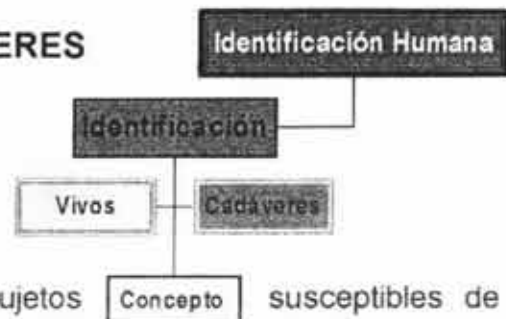 ERES
Identificación Humana
Identificación
Vivos Cadáveres
ujetos Concepto susceptibles de